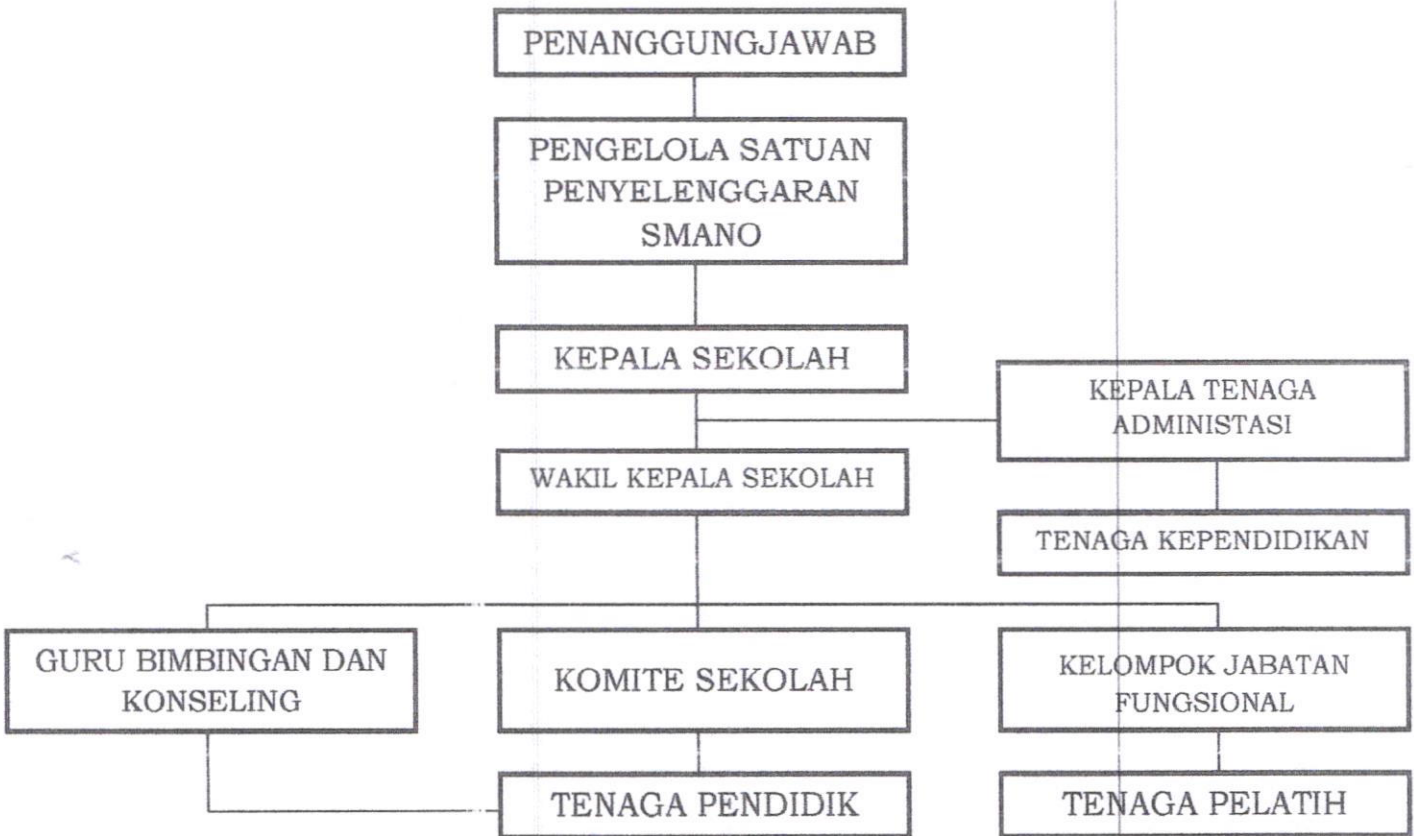 PENANGGUNGJAWAB
PENGELOLA SATUAN
PENYELENGGARAN
SMANO
KEPALA SEKOLAH
KEPALA TENAGA
ADMINISTASI
WAKIL KEPALA SEKOLAH
TENAGA KEPENDIDIKAN
GURU BIMBINGAN DAN
KONSELING
KOMITE SEKOLAH
KELOMPOK JABATAN
FUNGSIONAL
TENAGA PENDIDIK
TENAGA PELATIH